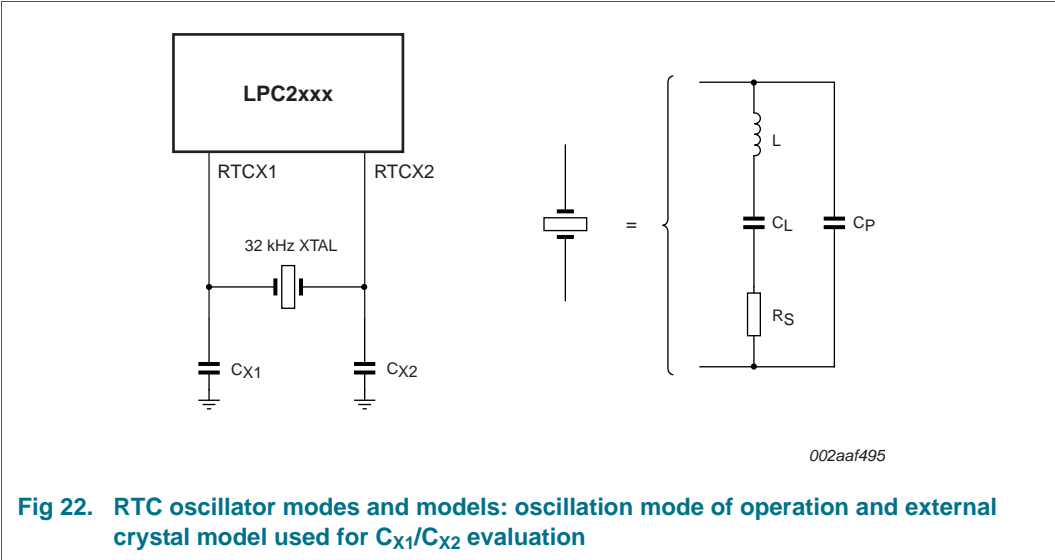 LPC2xxx
RTCX1
RTCX2
32 kHz XTAL
CX1
CX2
=
L
CL
CP
RS
002aaf495
Fig 22. RTC oscillator modes and models: oscillation mode of operation and external
crystal model used for CX1/CX2 evaluation